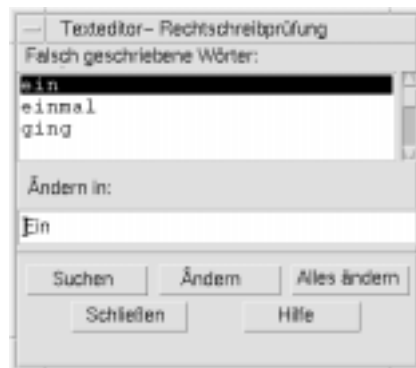 Texteditor– Rechtschreibprüfung
Falsch geschriebene Wörter:
ein
einmal
ging
Ändern in:
Ein
Suchen Ändern Alles ändern
Schließen Hilfe